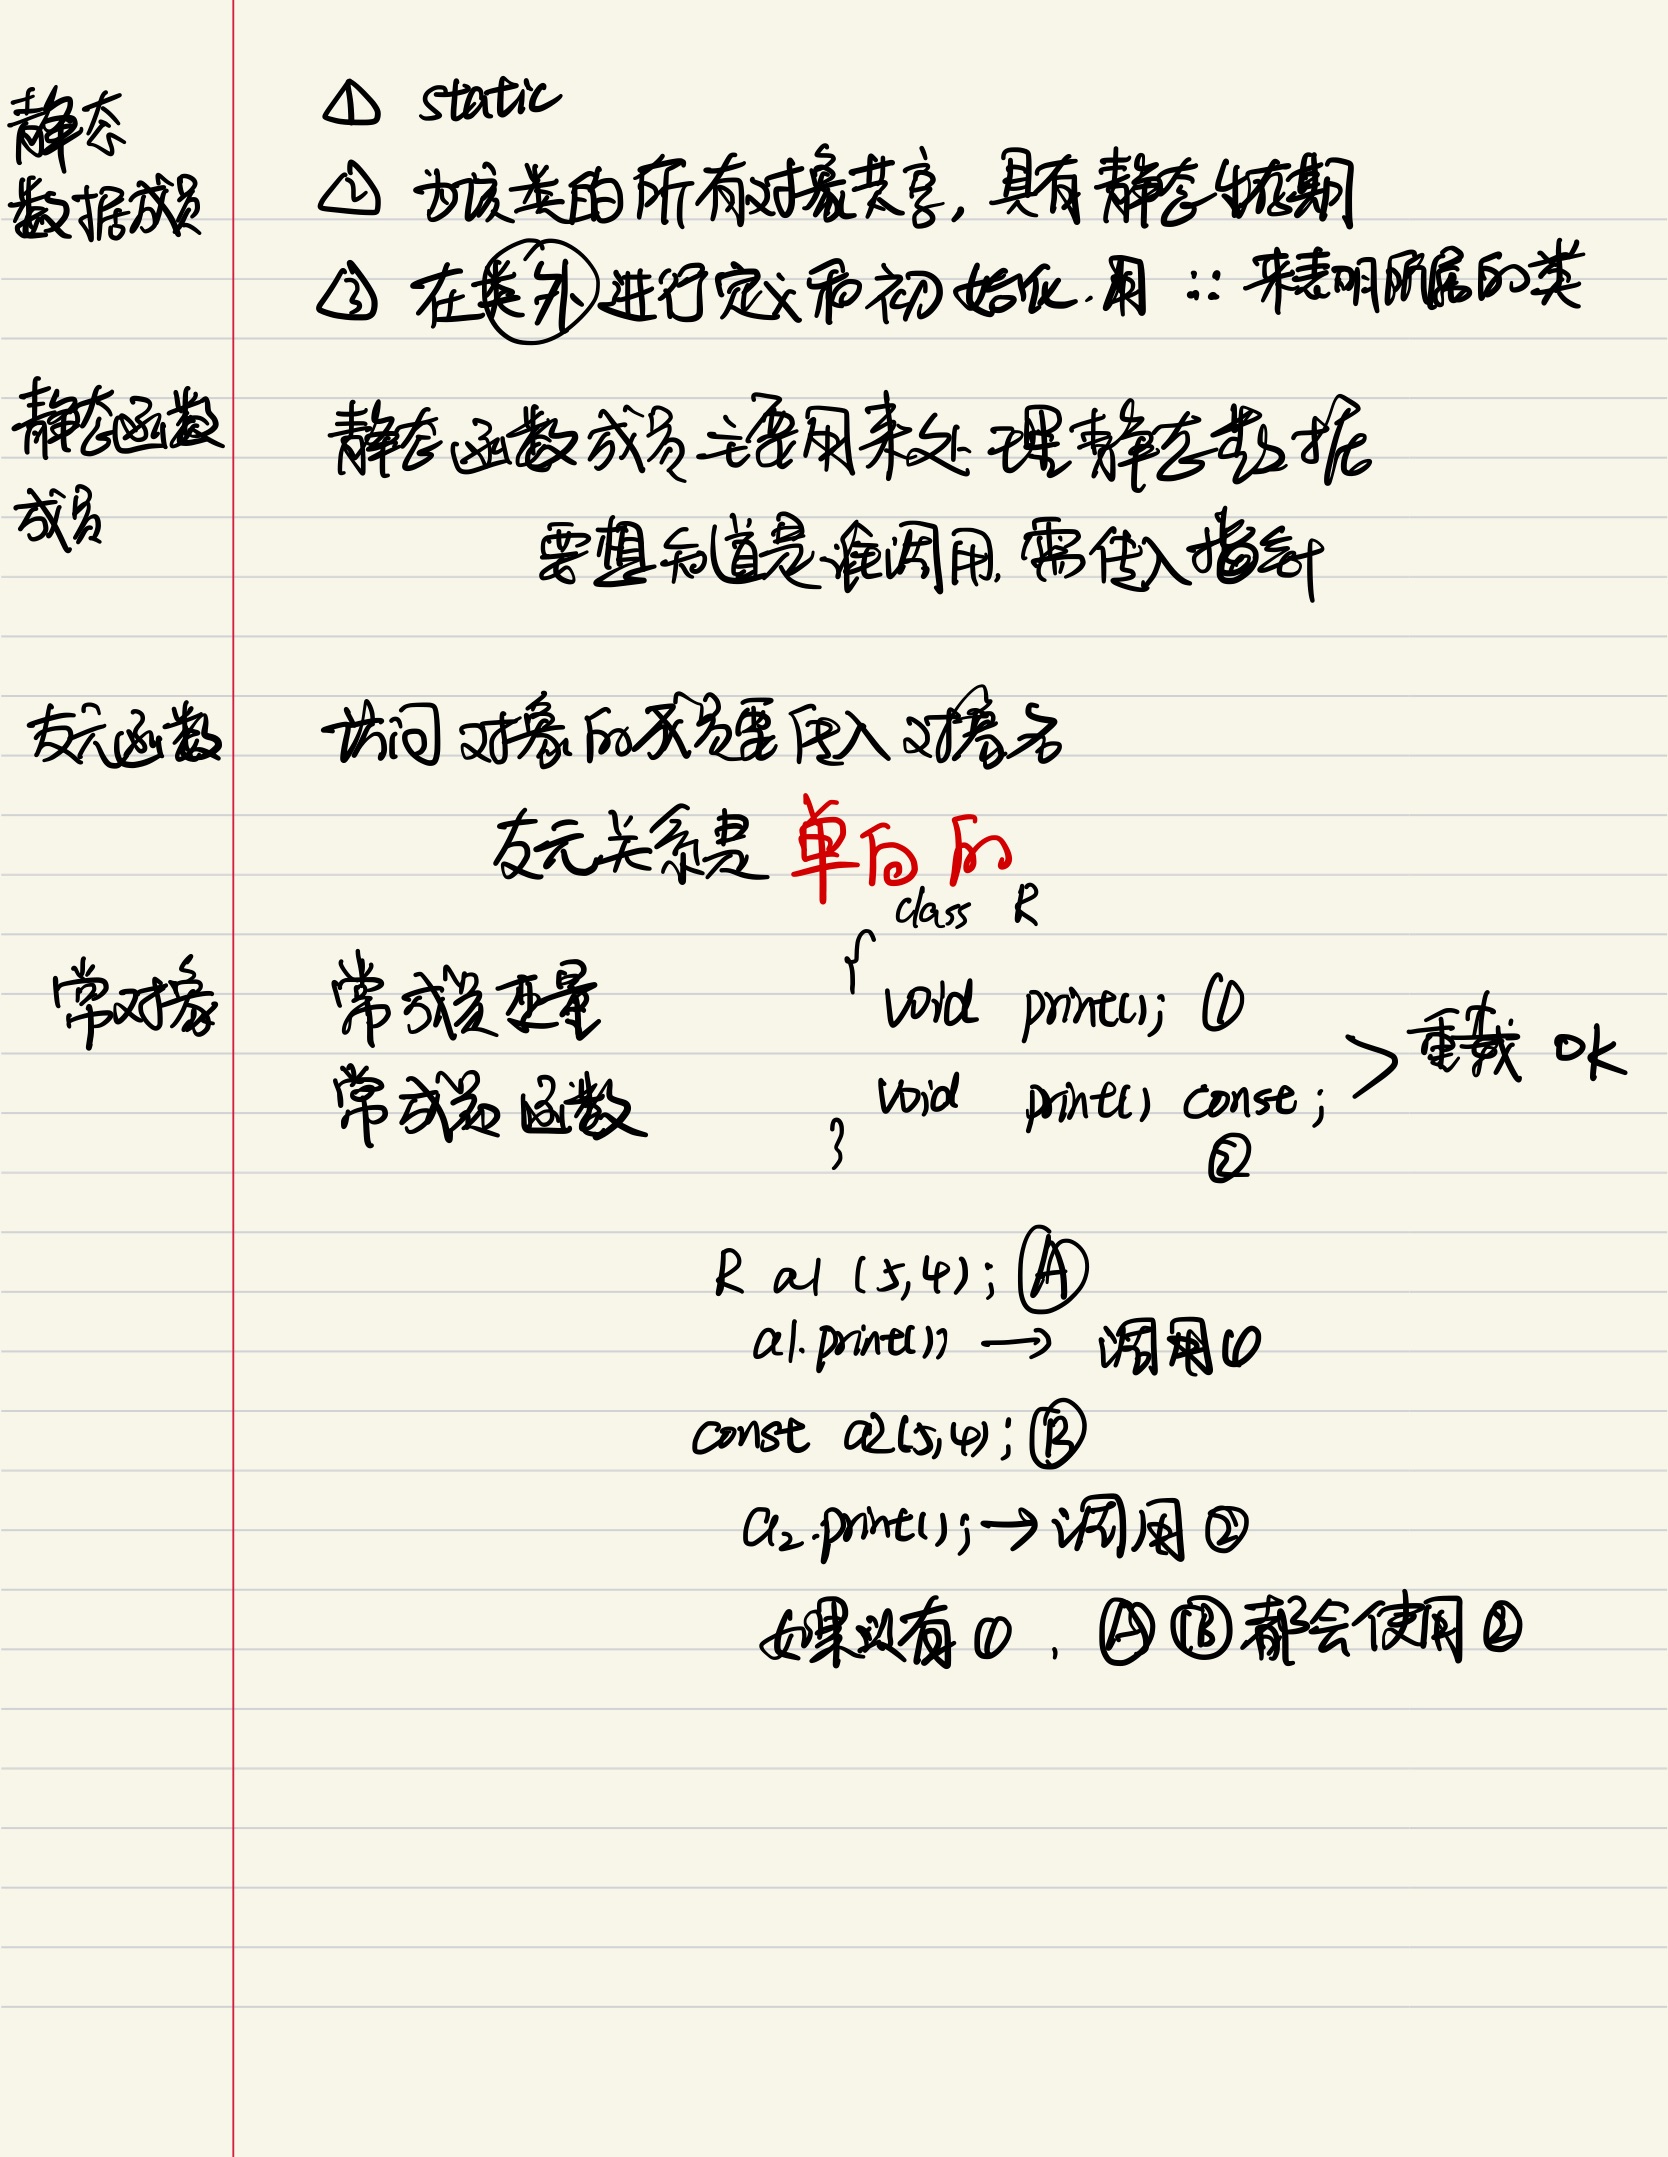 静态
数据成员
① static
② 为该类的所有对象共享，具有静态生存期
③ 在类外进行定义和初始化.用 :: 来表明所属的类
静态函数
成员
静态函数成员主要用来处理静态数据
要想知道是谁调用,需传入指针
友元函数
访问对象的成员要传入对象名
友元关系是单向的
常对象
常成员变量
常成员函数
class R
{
void print(); ①
void print() const;
②
}
重载 OK
R a1 (5,4); Ⓐ
a1.print(); → 调用①
const a2(5,4); Ⓑ
a2.print(); → 调用②
如果没有①, Ⓐ Ⓑ都会使用②